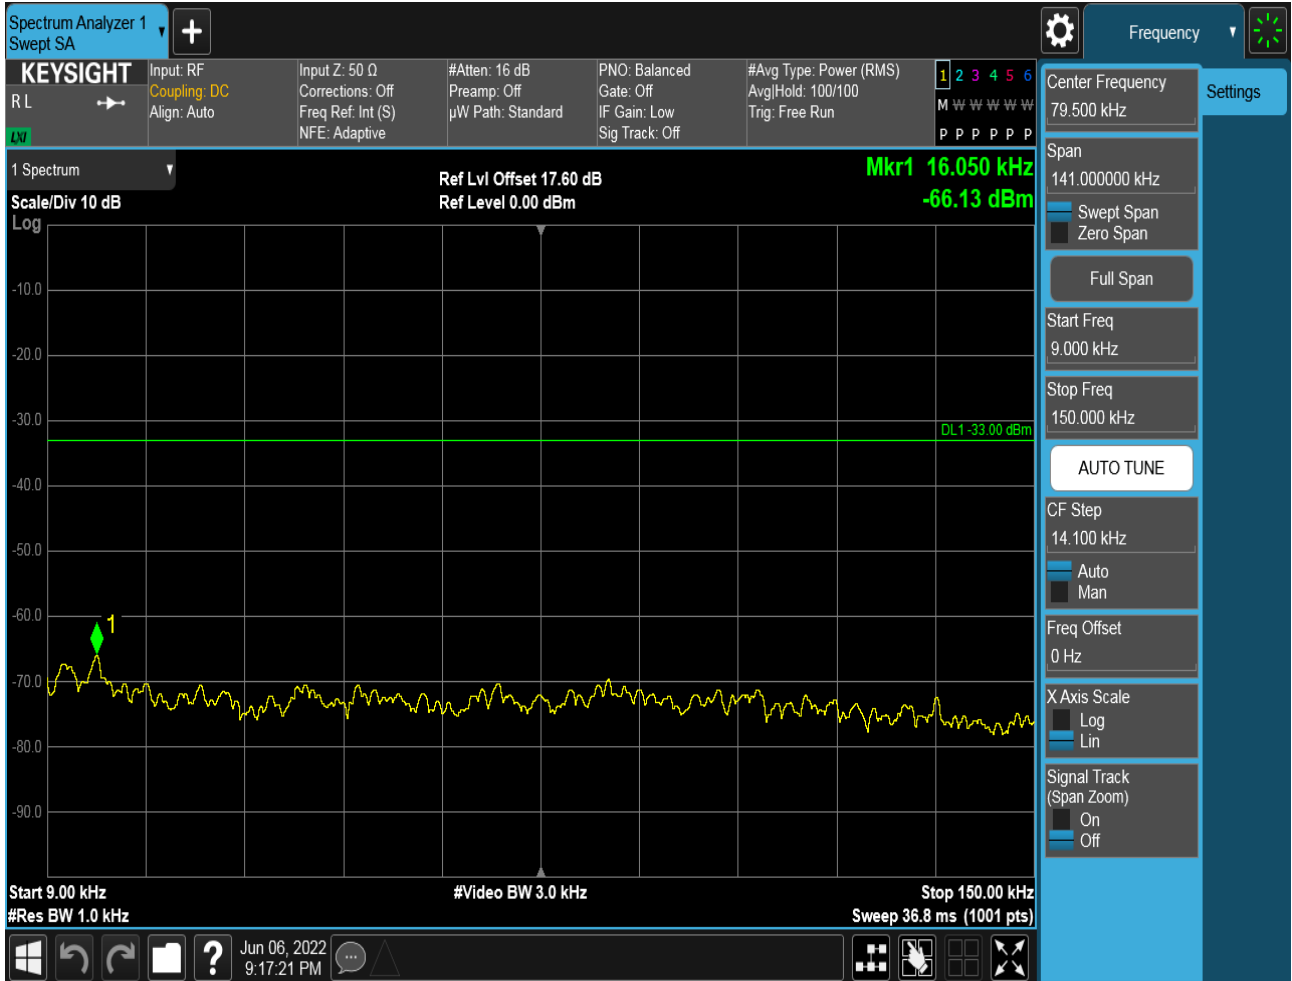 Spectrum Analyzer 1
Swept SA
+
Frequency
KEYSIGHT
R L
LXI
Input: RF
Coupling: DC
Align: Auto
Input Z: 50 Ω
Corrections: Off
Freq Ref: Int (S)
NFE: Adaptive
#Atten: 16 dB
Preamp: Off
µW Path: Standard
PNO: Balanced
Gate: Off
IF Gain: Low
Sig Track: Off
#Avg Type: Power (RMS)
Avg|Hold: 100/100
Trig: Free Run
1 2 3 4 5 6
M W W W W W
P P P P P P
1 Spectrum
Scale/Div 10 dB
Log
Ref Lvl Offset 17.60 dB
Ref Level 0.00 dBm
Mkr1 16.050 kHz
-66.13 dBm
-10.0
-20.0
-30.0
DL1 -33.00 dBm
-40.0
-50.0
-60.0
1
-70.0
-80.0
-90.0
Start 9.00 kHz
#Video BW 3.0 kHz
Stop 150.00 kHz
#Res BW 1.0 kHz
Sweep 36.8 ms (1001 pts)
?
Jun 06, 2022
9:17:21 PM
Center Frequency
79.500 kHz
Settings
Span
141.000000 kHz
Swept Span
Zero Span
Full Span
Start Freq
9.000 kHz
Stop Freq
150.000 kHz
AUTO TUNE
CF Step
14.100 kHz
Auto
Man
Freq Offset
0 Hz
X Axis Scale
Log
Lin
Signal Track
(Span Zoom)
On
Off